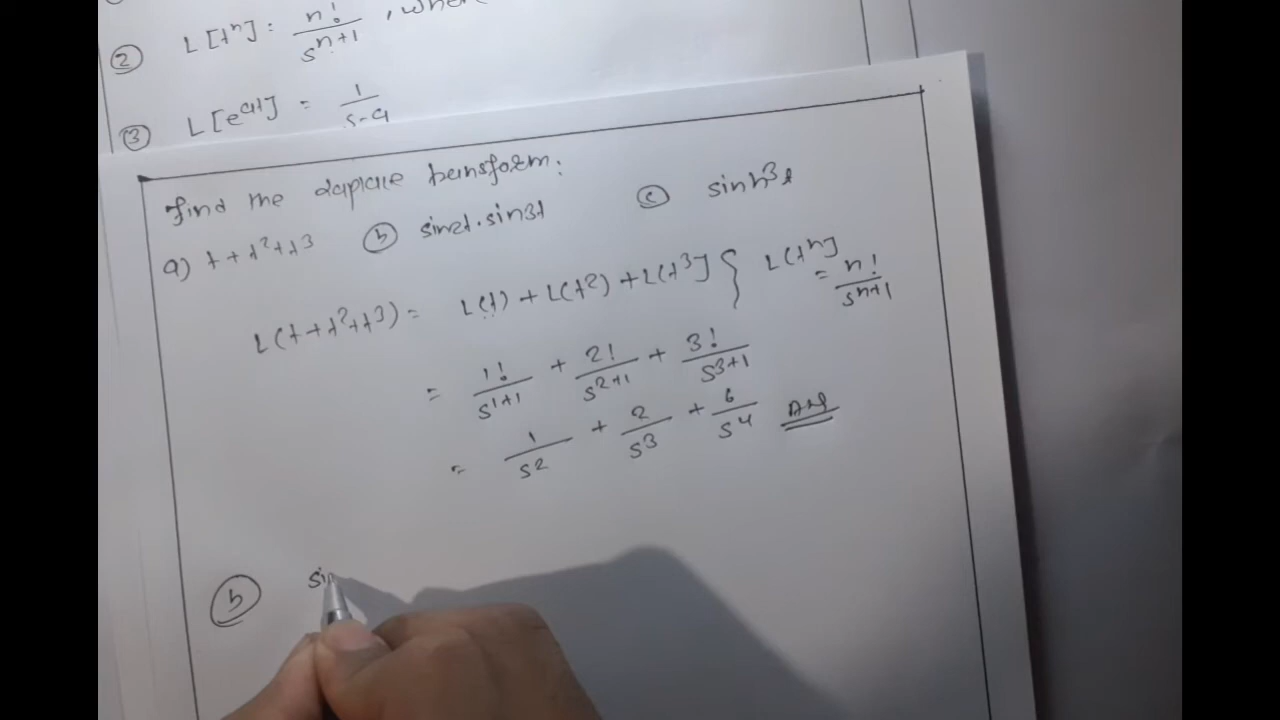 ② L[tⁿ] = n!/sⁿ⁺¹ ,
③ L[eᵃᵗ] = 1/s-a
find the Laplace transform:
a) t + t² + t³ ⓑ sin2t. sin3t ⓒ sinh³t
L(t + t² + t³) = L(t) + L(t²) + L(t³] } L(tⁿ] = n!/sⁿ⁺¹
= 1!/s¹⁺¹ + 2!/s²⁺¹ + 3!/s³⁺¹
= 1/s² + 2/s³ + 6/s⁴ Ans
ⓑ sin